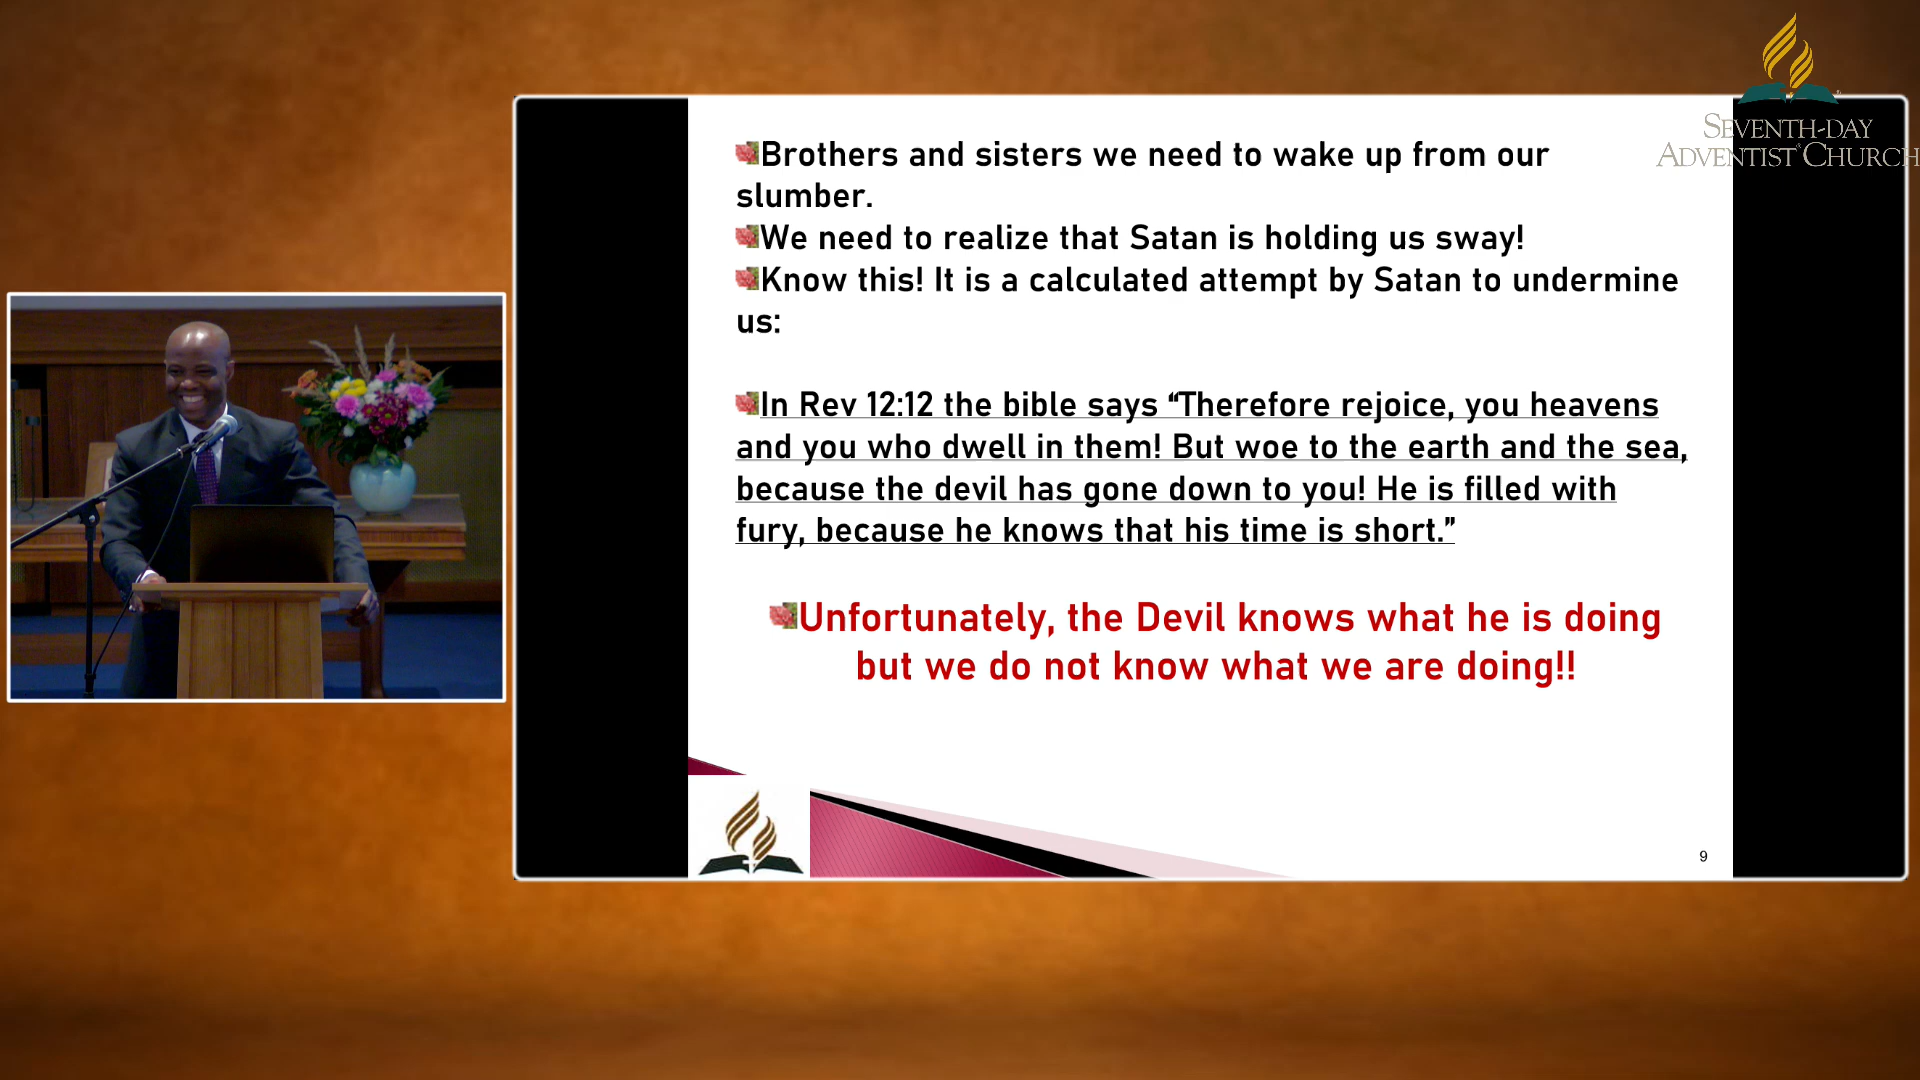 SEVENTH-DAY
ADVENTIST CHURCH
Brothers and sisters we need to wake up from our
slumber.
We need to realize that Satan is holding us sway!
Know this! It is a calculated attempt by Satan to undermine
us:
In Rev 12:12 the bible says “Therefore rejoice, you heavens
and you who dwell in them! But woe to the earth and the sea,
because the devil has gone down to you! He is filled with
fury, because he knows that his time is short.”
Unfortunately, the Devil knows what he is doing
but we do not know what we are doing!!
9